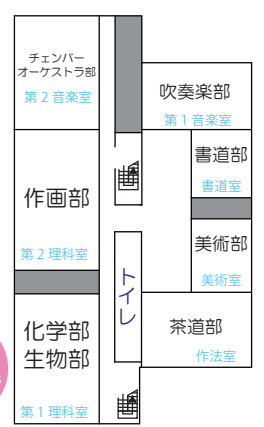 チェンバー
オーケストラ部
第２音楽室
吹奏楽部
第１音楽室
書道部
書道室
作画部
第２理科室
美術部
美術室
トイレ
化学部
生物部
第１理科室
茶道部
作法室